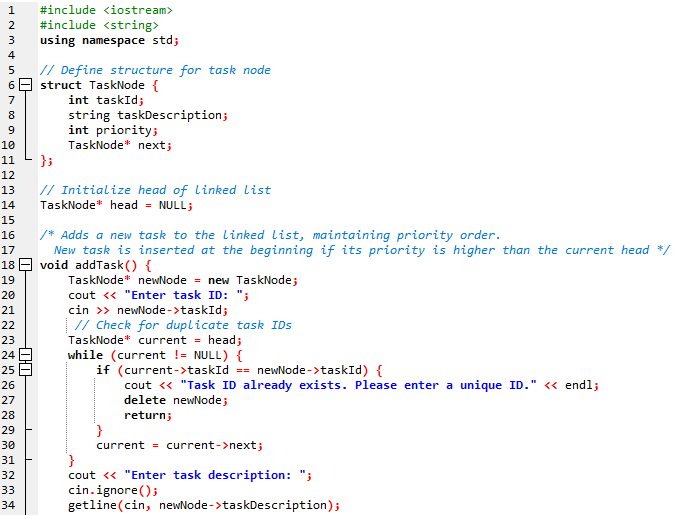 1 #include <iostream>
2 #include <string>
3 using namespace std;
4
5 // Define structure for task node
6 struct TaskNode {
7     int taskId;
8     string taskDescription;
9     int priority;
10     TaskNode* next;
11 };
12
13 // Initialize head of linked list
14 TaskNode* head = NULL;
15
16 /* Adds a new task to the linked list, maintaining priority order.
17   New task is inserted at the beginning if its priority is higher than the current head */
18 void addTask() {
19     TaskNode* newNode = new TaskNode;
20     cout << "Enter task ID: ";
21     cin >> newNode->taskId;
22      // Check for duplicate task IDs
23     TaskNode* current = head;
24     while (current != NULL) {
25         if (current->taskId == newNode->taskId) {
26             cout << "Task ID already exists. Please enter a unique ID." << endl;
27             delete newNode;
28             return;
29         }
30         current = current->next;
31     }
32     cout << "Enter task description: ";
33     cin.ignore();
34     getline(cin, newNode->taskDescription);